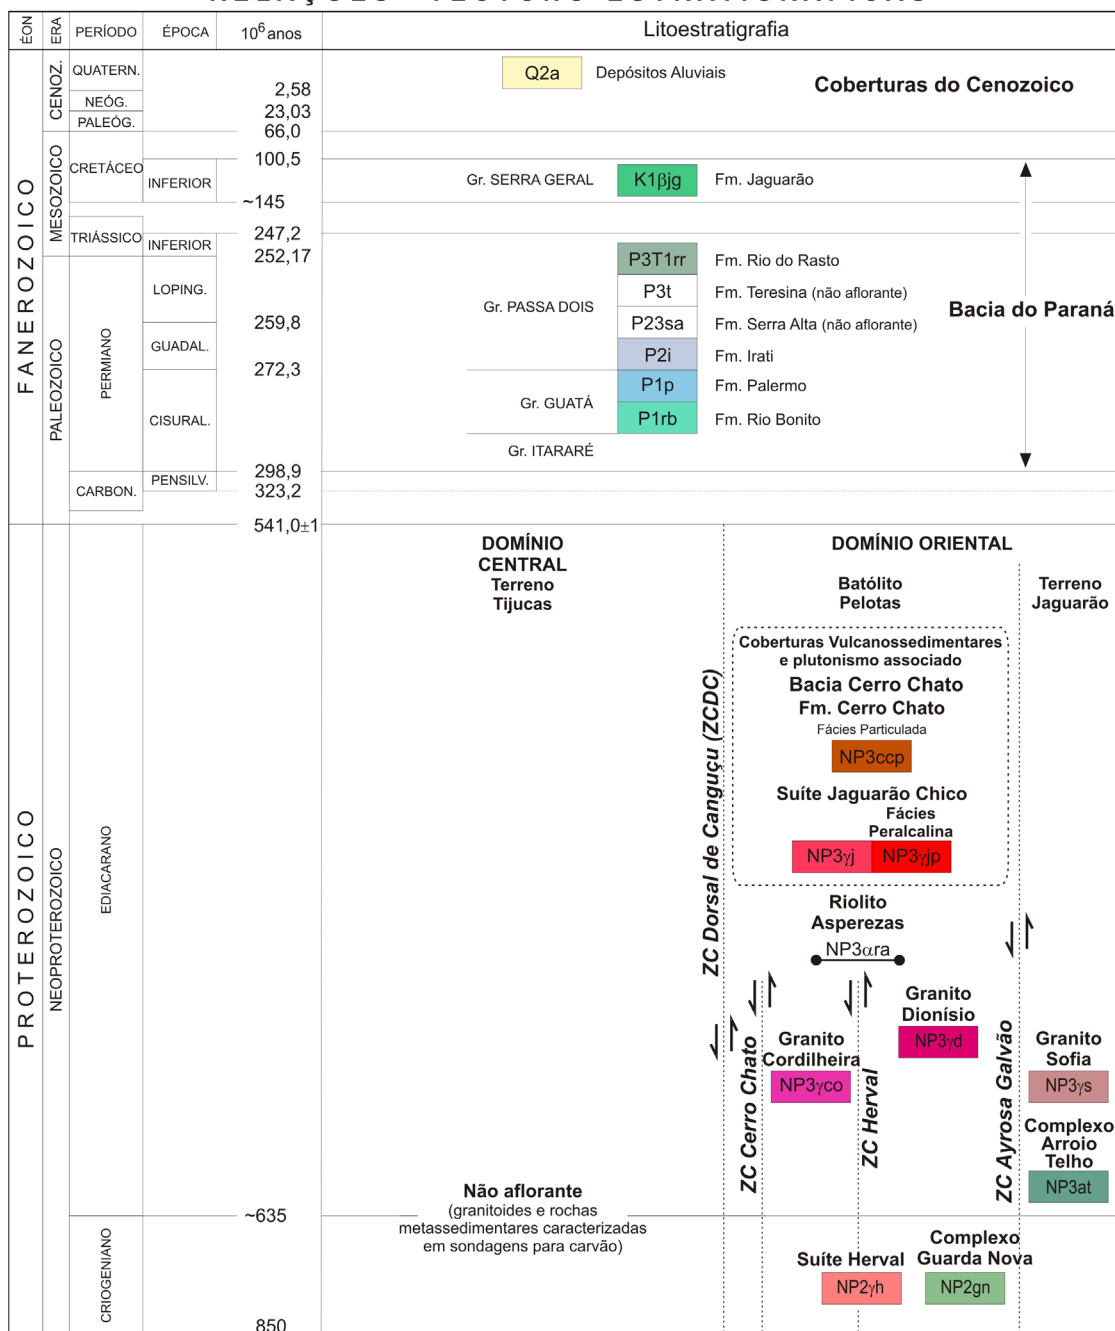 RELAÇÕES TECTONO-ESTRATIGRÁFICAS
ÉON
ERA
PERÍODO
ÉPOCA
10⁶ anos
Litoestratigrafia
FANEROZOICO
CENOZ.
QUATERN.
2,58
NEÓG.
23,03
PALEÓG.
66,0
Q2a
Depósitos Aluviais
Coberturas do Cenozoico
MESOZOICO
CRETÁCEO
100,5
INFERIOR
~145
Gr. SERRA GERAL
K1βjg
Fm. Jaguarão
TRIÁSSICO
247,2
INFERIOR
252,17
PALEOZOICO
PERMIANO
LOPING.
259,8
GUADAL.
272,3
CISURAL.
298,9
Gr. PASSA DOIS
P3T1rr
Fm. Rio do Rasto
P3t
Fm. Teresina (não aflorante)
P23sa
Fm. Serra Alta (não aflorante)
P2i
Fm. Irati
Gr. GUATÁ
P1p
Fm. Palermo
P1rb
Fm. Rio Bonito
Gr. ITARARÉ
Bacia do Paraná
CARBON.
PENSILV.
323,2
541,0±1
PROTEROZOICO
NEOPROTEROZOICO
EDIACARANO
~635
CRIOGENIANO
850
DOMÍNIO
CENTRAL
Terreno
Tijucas
Não aflorante
(granitoides e rochas
metassedimentares caracterizadas
em sondagens para carvão)
ZC Dorsal de Canguçu (ZCDC)
DOMÍNIO ORIENTAL
Batólito
Pelotas
Coberturas Vulcanossedimentares
e plutonismo associado
Bacia Cerro Chato
Fm. Cerro Chato
Fácies Particulada
NP3ccp
Suíte Jaguarão Chico
Fácies
Peralcalina
NP3γj
NP3γjp
Riolito
Asperezas
NP3αra
ZC Cerro Chato
Granito
Cordilheira
NP3γco
ZC Herval
Granito
Dionísio
NP3γd
ZC Ayrosa Galvão
Terreno
Jaguarão
Granito
Sofia
NP3γs
Complexo
Arroio
Telho
NP3at
Suíte Herval
NP2γh
Complexo
Guarda Nova
NP2gn